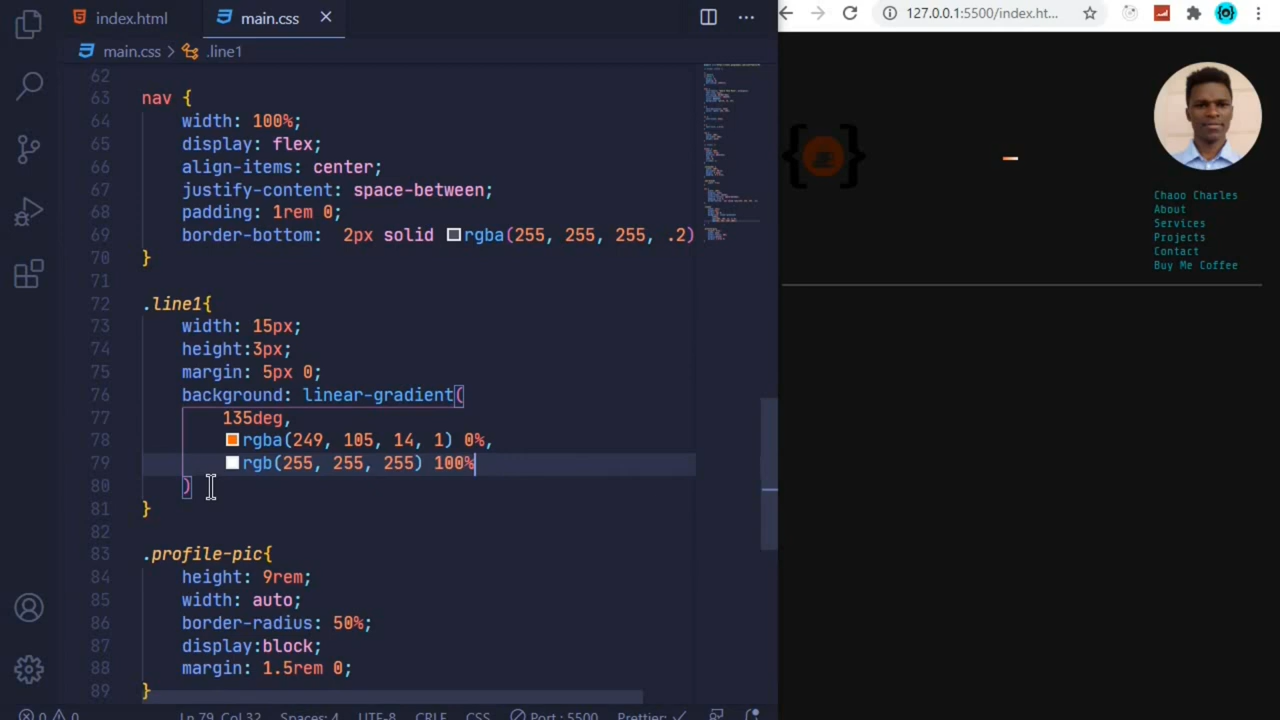 index.html
main.css
main.css > .line1
62
63 nav {
64 width: 100%;
65 display: flex;
66 align-items: center;
67 justify-content: space-between;
68 padding: 1rem 0;
69 border-bottom:  2px solid rgba(255, 255, 255, .2)
70 }
71
72 .line1{
73 width: 15px;
74 height:3px;
75 margin: 5px 0;
76 background: linear-gradient(
77 135deg,
78 rgba(249, 105, 14, 1) 0%,
79 rgb(255, 255, 255) 100%
80 )
81 }
82
83 .profile-pic{
84 height: 9rem;
85 width: auto;
86 border-radius: 50%;
87 display:block;
88 margin: 1.5rem 0;
89 }
0 0 Ln 79, Col 32 Spaces: 4 UTF-8 CRLF CSS Port : 5500 Prettier: ✓
127.0.0.1:5500/index.ht...
{ }
Chaoo Charles
About
Services
Projects
Contact
Buy Me Coffee